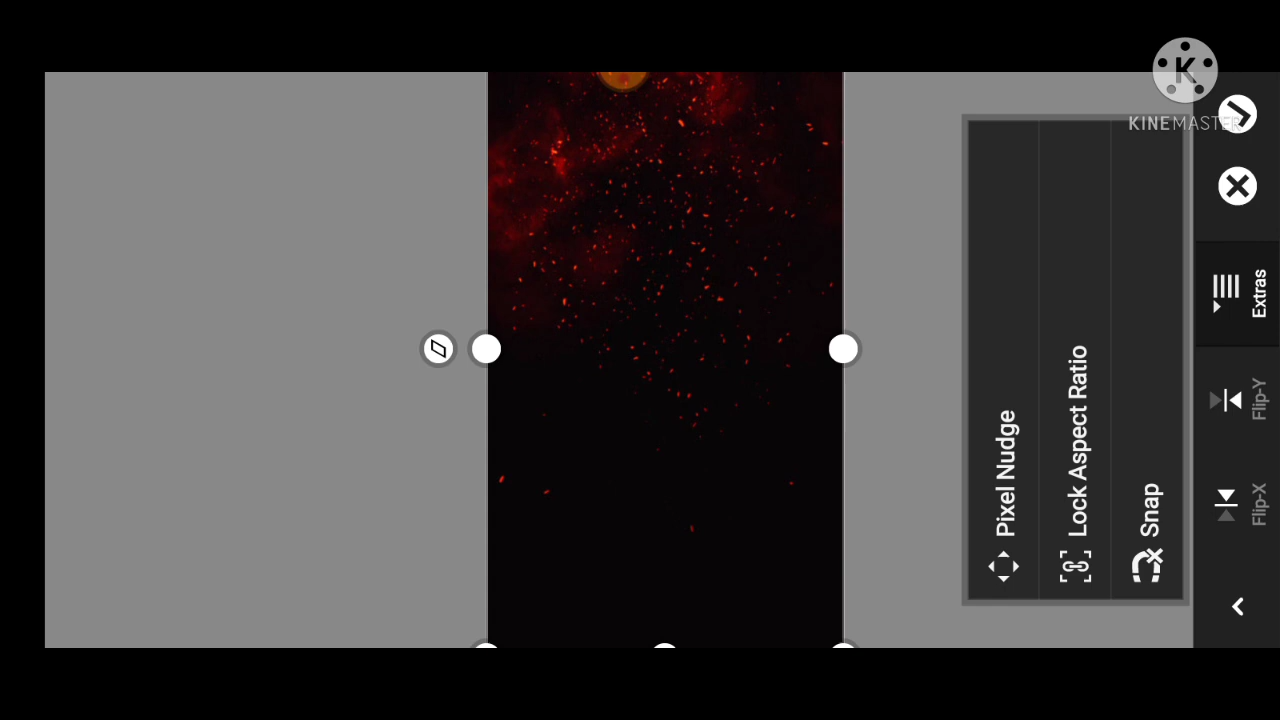 KINEMASTER
Extras
Flip-Y
Flip-X
Pixel Nudge
Lock Aspect Ratio
Snap